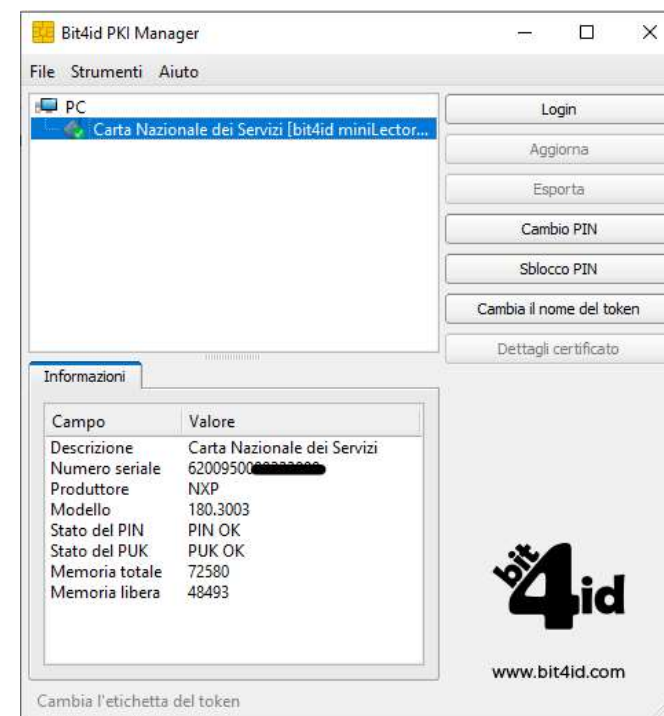 Bit4id PKI Manager
File Strumenti Aiuto
PC
Carta Nazionale dei Servizi [bit4id miniLector...
Login
Aggiorna
Esporta
Cambio PIN
Sblocco PIN
Cambia il nome del token
Dettagli certificato
Informazioni
Campo Valore
Descrizione Carta Nazionale dei Servizi
Numero seriale 6200950
Produttore NXP
Modello 180.3003
Stato del PIN PIN OK
Stato del PUK PUK OK
Memoria totale 72580
Memoria libera 48493
bit4id
www.bit4id.com
Cambia l'etichetta del token